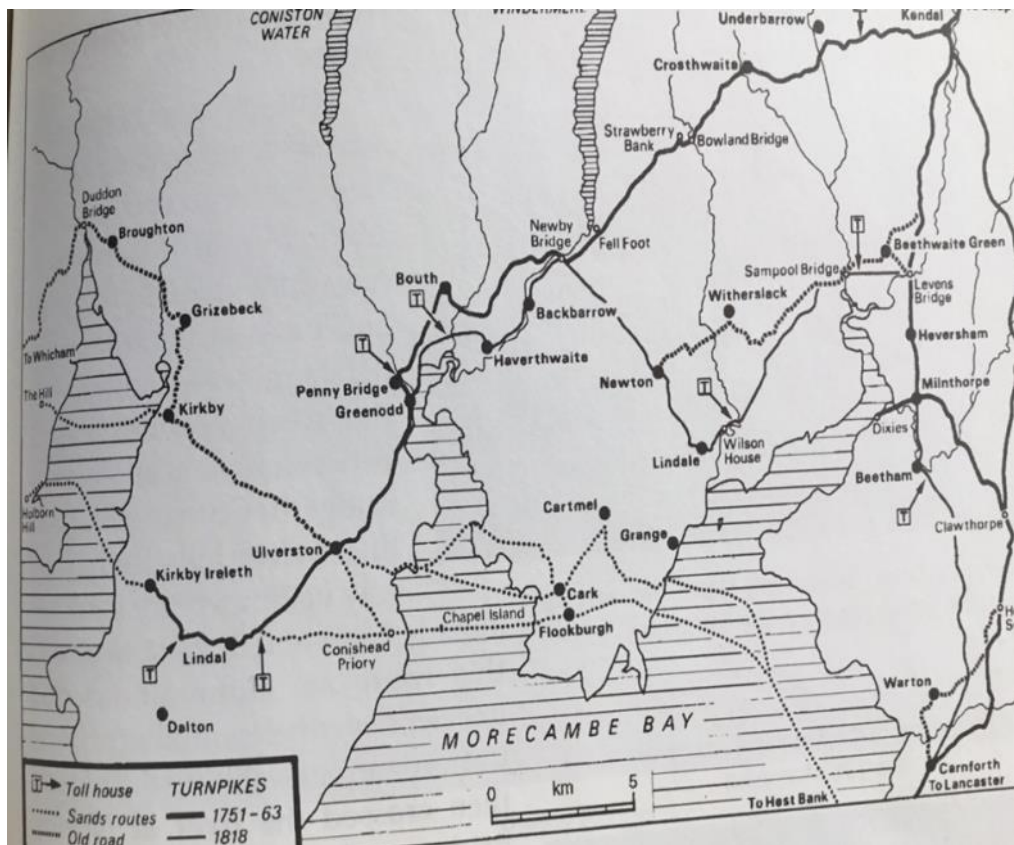 CONISTON
WATER
WINDERMERE
Underbarrow
Kendal
T
Crosthwaite
Strawberry
Bank
Bowland Bridge
Duddon
Bridge
Broughton
Newby
Bridge
Fell Foot
T
Beethwaite Green
Sampool Bridge
Levens
Bridge
Bouth
T
Backbarrow
Witherslack
Grizebeck
To Whicham
T
Haverthwaite
Heversham
Penny Bridge
Greenodd
Newton
T
Milnthorpe
The Hill
Kirkby
Wilson
House
Dixies
Lindale
Beetham
T
Holborn
Hill
Cartmel
Grange
Clawthorpe
Ulverston
Kirkby Ireleth
Cark
Chapel Island
Flookburgh
Conishead
Priory
Lindal
T
T
Warton
Dalton
MORECAMBE BAY
Carnforth
To Lancaster
To Hest Bank
0 km 5
T Toll house TURNPIKES
Sands routes 1751-63
Old road 1818